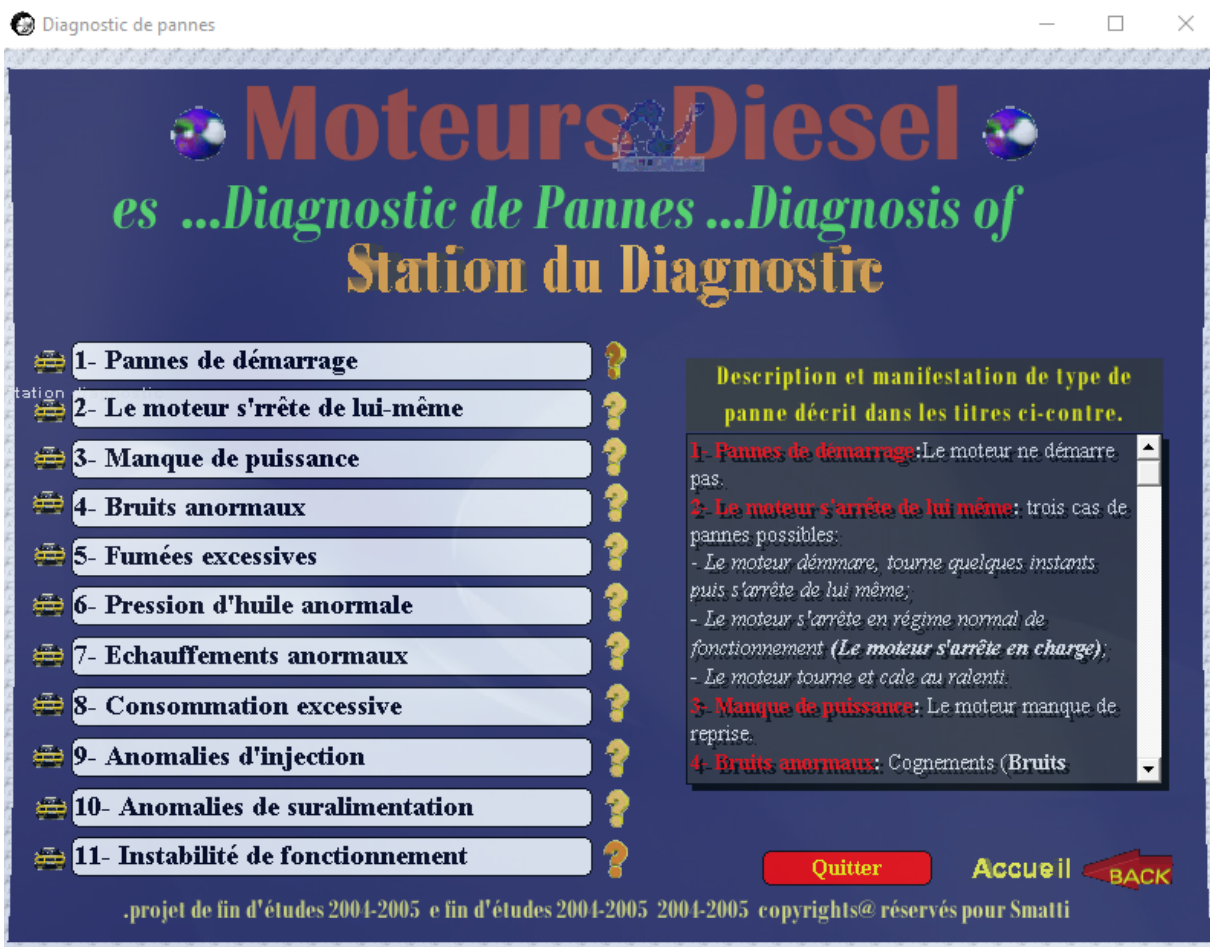 Diagnostic de pannes
Moteurs Diesel
es ...Diagnostic de Pannes ...Diagnosis of
Station du Diagnostic
1- Pannes de démarrage
tation
2- Le moteur s'rrête de lui-même
3- Manque de puissance
4- Bruits anormaux
5- Fumées excessives
6- Pression d'huile anormale
7- Echauffements anormaux
8- Consommation excessive
9- Anomalies d'injection
10- Anomalies de suralimentation
11- Instabilité de fonctionnement
Description et manifestation de type de
panne décrit dans les titres ci-contre.
1- Pannes de démarrage:Le moteur ne démarre
pas.
2- Le moteur s'arrête de lui même: trois cas de
pannes possibles:
- Le moteur démmare, tourne quelques instants
puis s'arrête de lui même;
- Le moteur s'arrête en régime normal de
fonctionnement (Le moteur s'arrête en charge);
- Le moteur tourne et cale au ralenti.
3- Manque de puissance: Le moteur manque de
reprise.
4- Bruits anormaux: Cognements (Bruits
Quitter
Accueil
BACK
.projet de fin d'études 2004-2005 e fin d'études 2004-2005 2004-2005 copyrights@ réservés pour Smatti